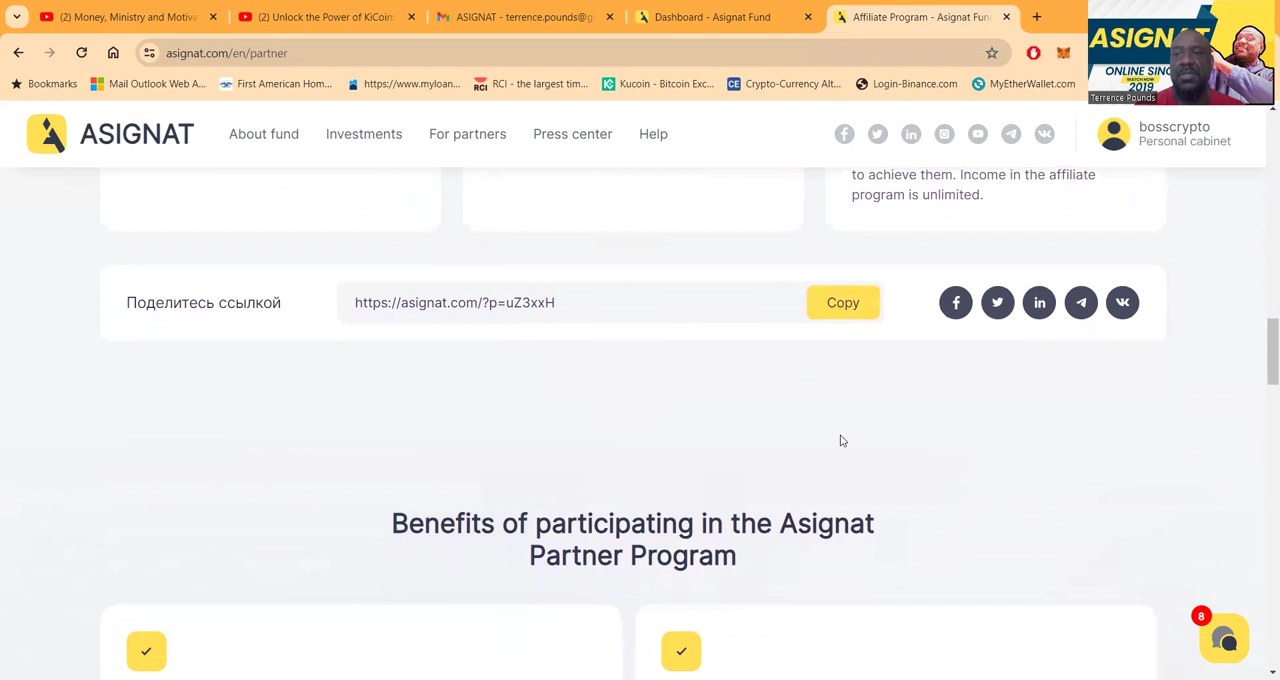 (2) Money, Ministry and Motiva
(2) Unlock the Power of KiCoin
ASIGNAT - terrence.pounds@g
Dashboard - Asignat Fund
Affiliate Program - Asignat Fun
asignat.com/en/partner
Bookmarks
Mail Outlook Web A...
First American Hom...
https://www.myloan...
RCI
RCI - the largest tim...
Kucoin - Bitcoin Exc...
CE
Crypto-Currency Alt...
Login-Binance.com
MyEtherWallet.com
ASIGNAT
ONLINE SINC
WATCH NOW
2019
Terrence Pounds
ASIGNAT
About fund
Investments
For partners
Press center
Help
bosscrypto
Personal cabinet
to achieve them. Income in the affiliate
program is unlimited.
Поделитесь ссылкой
https://asignat.com/?p=uZ3xxH
Copy
Benefits of participating in the Asignat
Partner Program
8